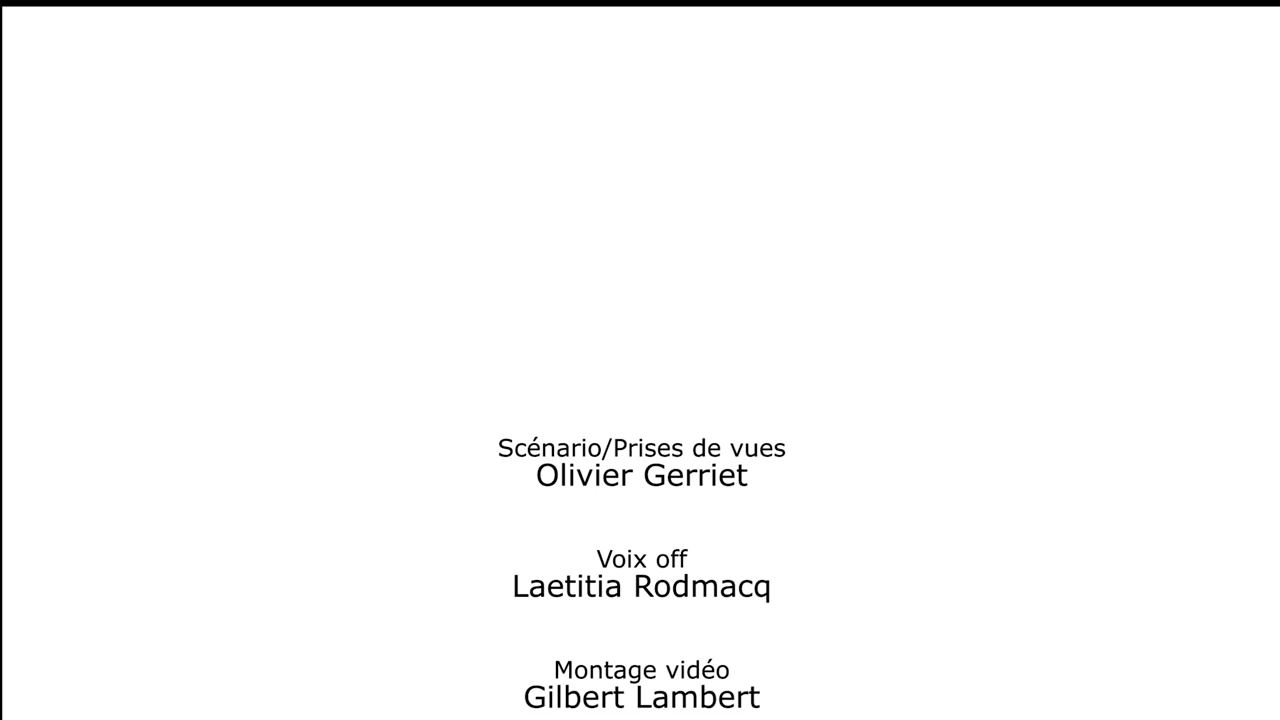 Scénario/Prises de vues
Olivier Gerriet
Voix off
Laetitia Rodmacq
Montage vidéo
Gilbert Lambert